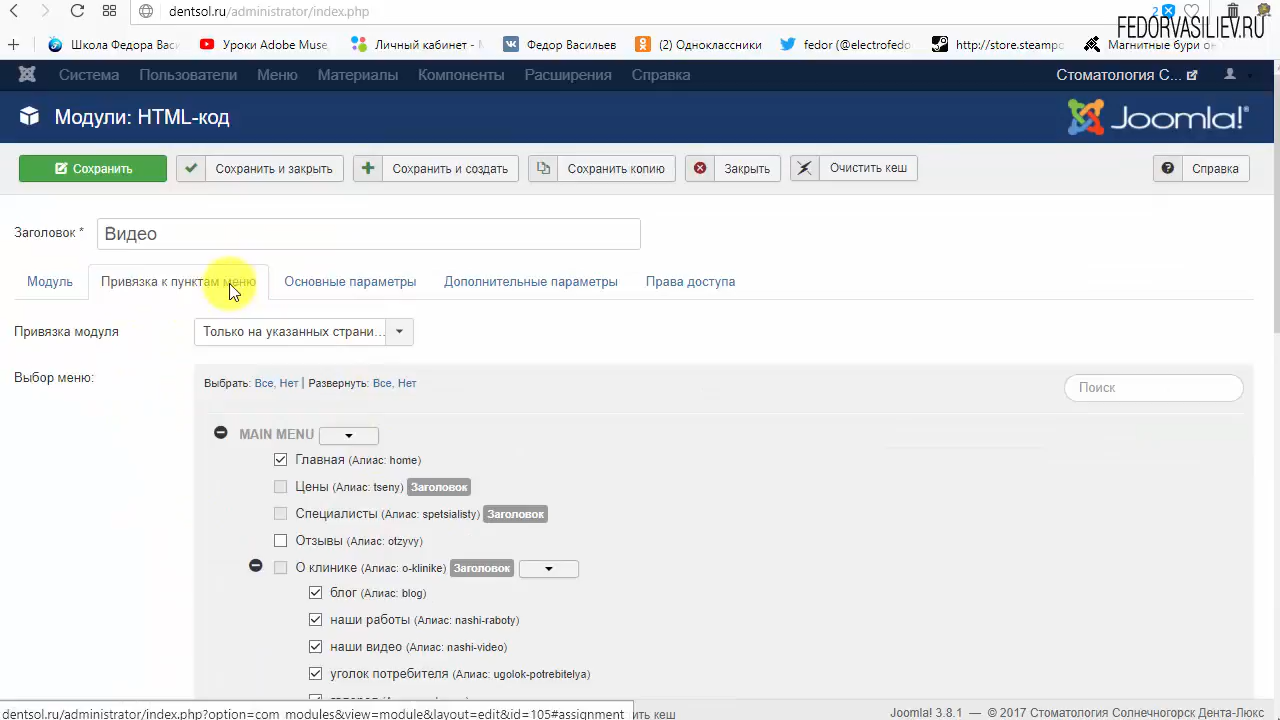 dentsol.ru/administrator/index.php
2
FEDORVASILIEV.RU
Школа Федора Вас
Уроки Adobe Muse
Личный кабинет -
Федор Васильев
(2) Одноклассники
fedor (@electrofedo
http://store.steampo
Магнитные бури он
Система Пользователи Меню Материалы Компоненты Расширения Справка
Стоматология С...
Модули: HTML-код
Joomla!
Сохранить Сохранить и закрыть Сохранить и создать Сохранить копию Закрыть Очистить кеш Справка
Заголовок *
Видео
Модуль Привязка к пунктам меню Основные параметры Дополнительные параметры Права доступа
Привязка модуля
Только на указанных страни...
Выбор меню:
Выбрать: Все, Нет | Развернуть: Все, Нет
Поиск
MAIN MENU
Главная (Алиас: home)
Цены (Алиас: tseny) Заголовок
Специалисты (Алиас: spetsialisty) Заголовок
Отзывы (Алиас: otzyvy)
О клинике (Алиас: o-klinike) Заголовок
блог (Алиас: blog)
наши работы (Алиас: nashi-raboty)
наши видео (Алиас: nashi-video)
уголок потребителя (Алиас: ugolok-potrebitelya)
dentsol.ru/administrator/index.php?option=com_modules&view=module&layout=edit&id=105#assignment
ить кеш
Joomla! 3.8.1 — © 2017 Стоматология Солнечногорск Дента-Люкс